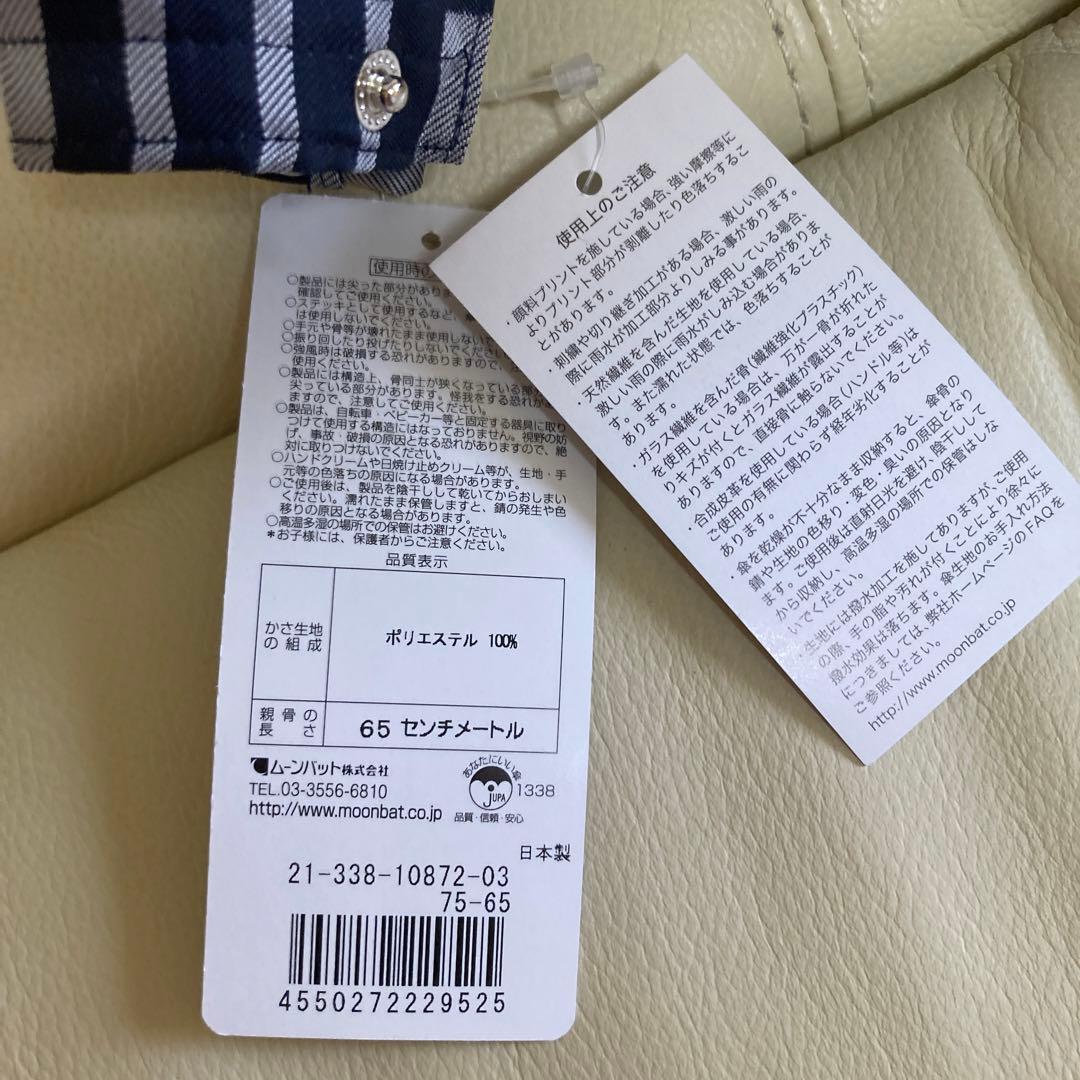 使用時の
○製品には尖った部分がありま
確認してご使用ください。
○ステッキとして使用するなど、
は使用しないでください。
○手元や骨等が壊れたまま使用しないで
○振り回したり投げたりしないでください
○強風時は破損する恐れがありますので、
使用ください。
○製品には構造上、骨同士が狭くなっている
尖っている部分があります。怪我をする恐れが
ますので、注意してご使用ください。
○製品は、自転車・ベビーカー等と固定する器具に取り
つけて使用する構造にはなっておりません。視野の妨
げ、事故・破損の原因となる恐れがありますので、絶
対に取りつけないでください。
○ハンドクリームや日焼け止めクリーム等が、生地・手
元等の色落ちの原因になる場合があります。
○ご使用後は、製品を陰干しして乾いてからおしまい
ください。濡れたまま保管しますと、錆の発生や色
移りの原因となる場合があります。
○高温多湿の場所での保管はお避けください。
＊お子様には、保護者からご注意ください。
品質表示
かさ生地
の組成
ポリエステル 100%
親骨の
長さ
65 センチメートル
ムーンバット株式会社
TEL.03-3556-6810
http://www.moonbat.co.jp
あなたにいい傘
JUPA
1338
品質・信頼・安心
日本製
21-338-10872-03
75-65
4550272229525
使用上のご注意
・顔料プリントを施している場合、強い摩擦等に
よりプリント部分が剥離したり色落ちするこ
とがあります。
・刺繍や切り継ぎ加工がある場合、激しい雨の
際に雨水が加工部分よりしみる事があります。
・天然繊維を含んだ生地を使用している場合、
激しい雨の際に雨水がしみ込む場合がありま
す。また濡れた状態では、色落ちすることが
あります。
・ガラス繊維を含んだ骨(繊維強化プラスチック)
を使用している場合は、万が一骨が折れた
りキズが付くとガラス繊維が露出することが
ありますので、直接骨に触らないでください。
・合成皮革を使用している場合(ハンドル等)は
ご使用の有無に関わらず経年劣化することが
あります。
・傘を乾燥が不十分なまま収納すると、傘骨の
錆や生地の色移り・変色・臭いの原因となり
ます。ご使用後は直射日光を避け、陰干しして
から収納し、高温多湿の場所での保管はしな
いでください。
・生地には撥水加工を施してありますが、ご使用
の際、手の脂や汚れが付くことにより徐々に
撥水効果は落ちます。傘生地のお手入れ方法
につきましては、弊社ホームページのFAQを
ご参照ください。
http://www.moonbat.co.jp